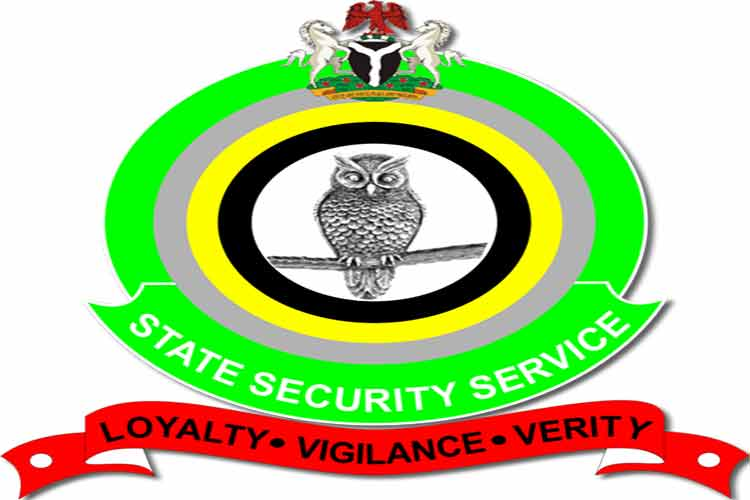 STATE SECURITY SERVICE
LOYALTY• VIGILANCE • VERITY